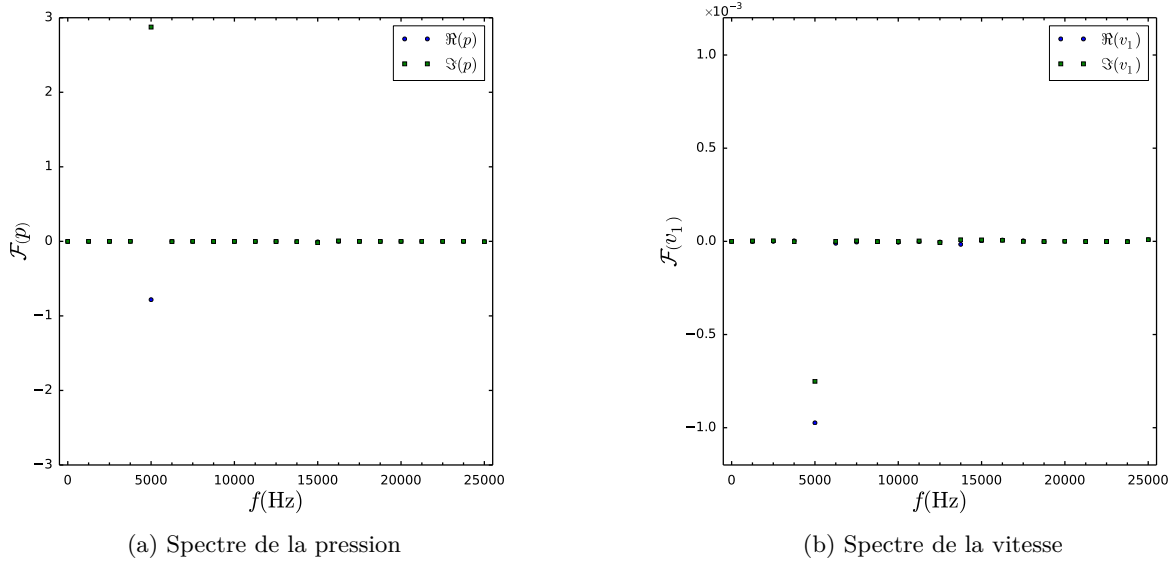 3
2
1
0
−1
−2
−3
0 5000 10000 15000 20000 25000
f(Hz)
ℱ(p)
ℜ(p)
ℑ(p)
(a) Spectre de la pression
×10⁻³
1.0
0.5
0.0
−0.5
−1.0
0 5000 10000 15000 20000 25000
f(Hz)
ℱ(v₁)
ℜ(v₁)
ℑ(v₁)
(b) Spectre de la vitesse